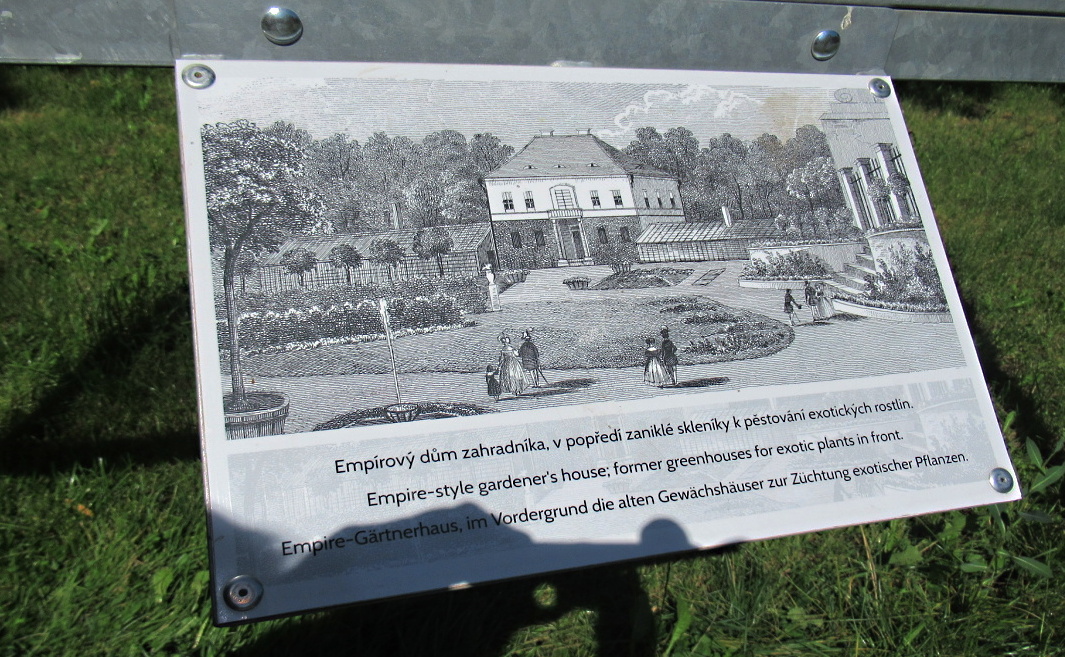 Empírový dům zahradníka, v popředí zaniklé skleníky k pěstování exotických rostlin.
Empire-style gardener's house; former greenhouses for exotic plants in front.
Empire-Gärtnerhaus, im Vordergrund die alten Gewächshäuser zur Züchtung exotischer Pflanzen.